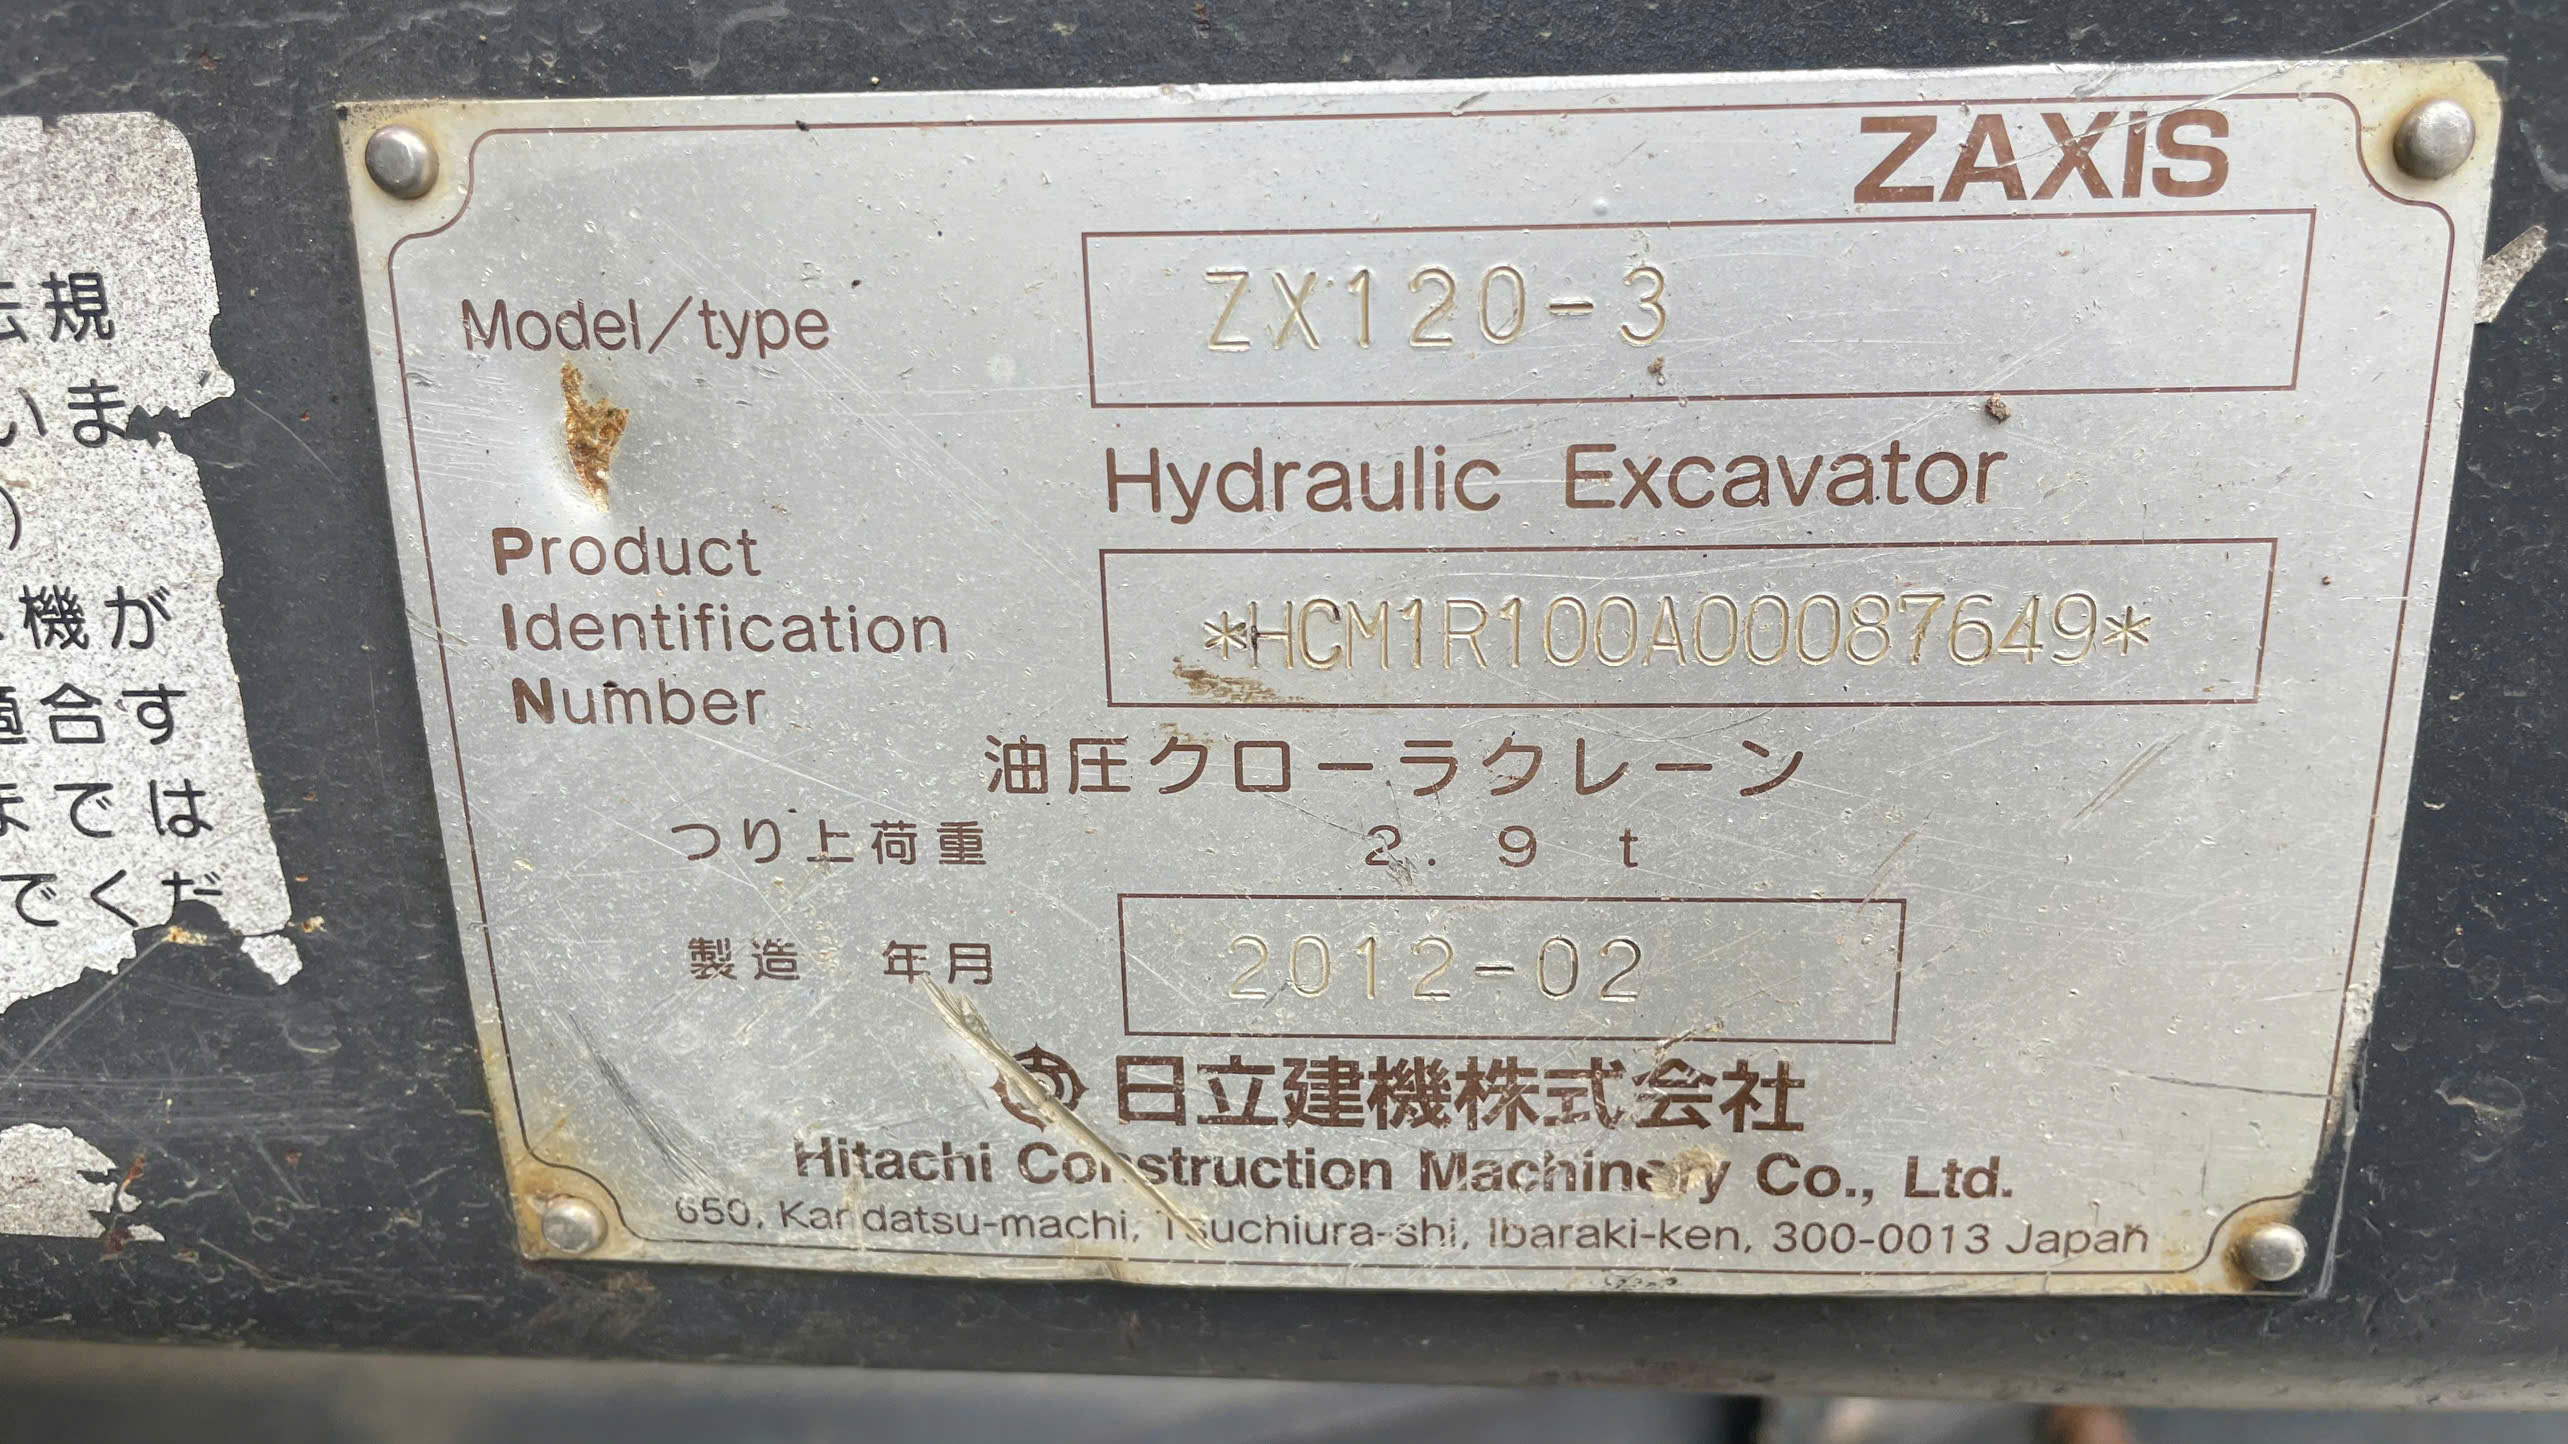 規
いま
)
機が
適合す
までは
でくだ
ZAXIS
Model/type ZX120-3
Hydraulic Excavator
Product
Identification
Number
*HCM1R100A00087649*
油圧クローラクレーン
つり上荷重 2.9 t
製造 年月 2012-02
日立建機株式会社
Hitachi Construction Machinery Co., Ltd.
650, Kandatsu-machi, Tsuchiura-shi, Ibaraki-ken, 300-0013 Japan